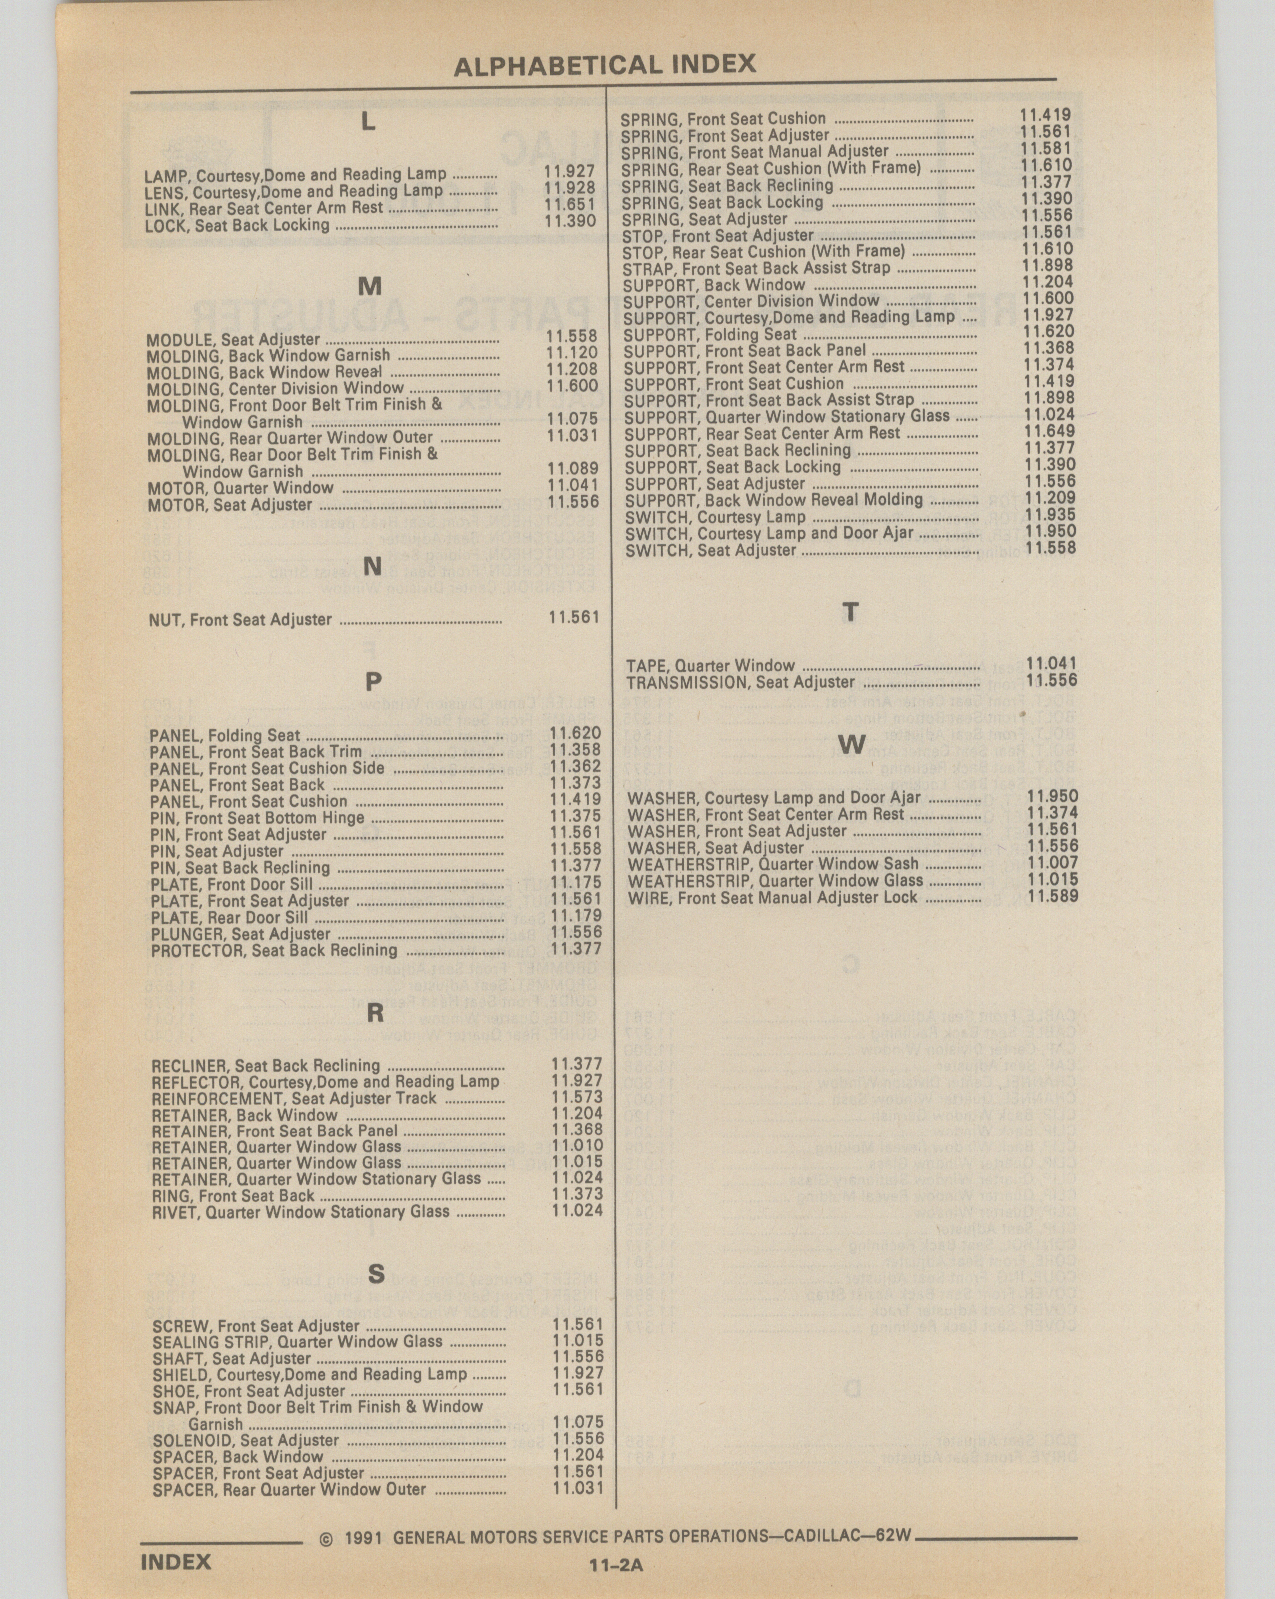 ALPHABETICAL INDEX
L
LAMP, Courtesy,Dome and Reading Lamp ........... 11.927
LENS, Courtesy,Dome and Reading Lamp ............ 11.928
LINK, Rear Seat Center Arm Rest ........................... 11.651
LOCK, Seat Back Locking ........................................ 11.390
M
MODULE, Seat Adjuster ........................................... 11.558
MOLDING, Back Window Garnish ......................... 11.120
MOLDING, Back Window Reveal ........................... 11.208
MOLDING, Center Division Window ...................... 11.600
MOLDING, Front Door Belt Trim Finish &
Window Garnish .............................................. 11.075
MOLDING, Rear Quarter Window Outer ............... 11.031
MOLDING, Rear Door Belt Trim Finish &
Window Garnish .............................................. 11.089
MOTOR, Quarter Window ....................................... 11.041
MOTOR, Seat Adjuster ............................................ 11.556
N
NUT, Front Seat Adjuster ........................................ 11.561
P
PANEL, Folding Seat ................................................ 11.620
PANEL, Front Seat Back Trim ................................. 11.358
PANEL, Front Seat Cushion Side ........................... 11.362
PANEL, Front Seat Back .......................................... 11.373
PANEL, Front Seat Cushion ..................................... 11.419
PIN, Front Seat Bottom Hinge ................................ 11.375
PIN, Front Seat Adjuster .......................................... 11.561
PIN, Seat Adjuster .................................................... 11.558
PIN, Seat Back Reclining ......................................... 11.377
PLATE, Front Door Sill ............................................. 11.175
PLATE, Front Seat Adjuster .................................... 11.561
PLATE, Rear Door Sill .............................................. 11.179
PLUNGER, Seat Adjuster ......................................... 11.556
PROTECTOR, Seat Back Reclining ........................ 11.377
R
RECLINER, Seat Back Reclining ............................. 11.377
REFLECTOR, Courtesy,Dome and Reading Lamp 11.927
REINFORCEMENT, Seat Adjuster Track ............... 11.573
RETAINER, Back Window ....................................... 11.204
RETAINER, Front Seat Back Panel ......................... 11.368
RETAINER, Quarter Window Glass ........................ 11.010
RETAINER, Quarter Window Glass ........................ 11.015
RETAINER, Quarter Window Stationary Glass ..... 11.024
RING, Front Seat Back ............................................. 11.373
RIVET, Quarter Window Stationary Glass ............ 11.024
S
SCREW, Front Seat Adjuster ................................... 11.561
SEALING STRIP, Quarter Window Glass .............. 11.015
SHAFT, Seat Adjuster .............................................. 11.556
SHIELD, Courtesy,Dome and Reading Lamp ........ 11.927
SHOE, Front Seat Adjuster ...................................... 11.561
SNAP, Front Door Belt Trim Finish & Window
Garnish .............................................................. 11.075
SOLENOID, Seat Adjuster ....................................... 11.556
SPACER, Back Window ........................................... 11.204
SPACER, Front Seat Adjuster ................................. 11.561
SPACER, Rear Quarter Window Outer ................. 11.031
SPRING, Front Seat Cushion .................................. 11.419
SPRING, Front Seat Adjuster .................................. 11.561
SPRING, Front Seat Manual Adjuster ................... 11.581
SPRING, Rear Seat Cushion (With Frame) ........... 11.610
SPRING, Seat Back Reclining ................................. 11.377
SPRING, Seat Back Locking .................................... 11.390
SPRING, Seat Adjuster ............................................ 11.556
STOP, Front Seat Adjuster ...................................... 11.561
STOP, Rear Seat Cushion (With Frame) ................ 11.610
STRAP, Front Seat Back Assist Strap .................... 11.898
SUPPORT, Back Window ........................................ 11.204
SUPPORT, Center Division Window ...................... 11.600
SUPPORT, Courtesy,Dome and Reading Lamp .... 11.927
SUPPORT, Folding Seat .......................................... 11.620
SUPPORT, Front Seat Back Panel .......................... 11.368
SUPPORT, Front Seat Center Arm Rest ................. 11.374
SUPPORT, Front Seat Cushion ............................... 11.419
SUPPORT, Front Seat Back Assist Strap ............... 11.898
SUPPORT, Quarter Window Stationary Glass ...... 11.024
SUPPORT, Rear Seat Center Arm Rest .................. 11.649
SUPPORT, Seat Back Reclining .............................. 11.377
SUPPORT, Seat Back Locking ................................ 11.390
SUPPORT, Seat Adjuster ......................................... 11.556
SUPPORT, Back Window Reveal Molding ............ 11.209
SWITCH, Courtesy Lamp ........................................ 11.935
SWITCH, Courtesy Lamp and Door Ajar ............... 11.950
SWITCH, Seat Adjuster ........................................... 11.558
T
TAPE, Quarter Window ........................................... 11.041
TRANSMISSION, Seat Adjuster ............................ 11.556
W
WASHER, Courtesy Lamp and Door Ajar ............. 11.950
WASHER, Front Seat Center Arm Rest ................. 11.374
WASHER, Front Seat Adjuster ................................ 11.561
WASHER, Seat Adjuster ......................................... 11.556
WEATHERSTRIP, Quarter Window Sash .............. 11.007
WEATHERSTRIP, Quarter Window Glass ............. 11.015
WIRE, Front Seat Manual Adjuster Lock .............. 11.589
© 1991 GENERAL MOTORS SERVICE PARTS OPERATIONS—CADILLAC—62W
INDEX
11-2A